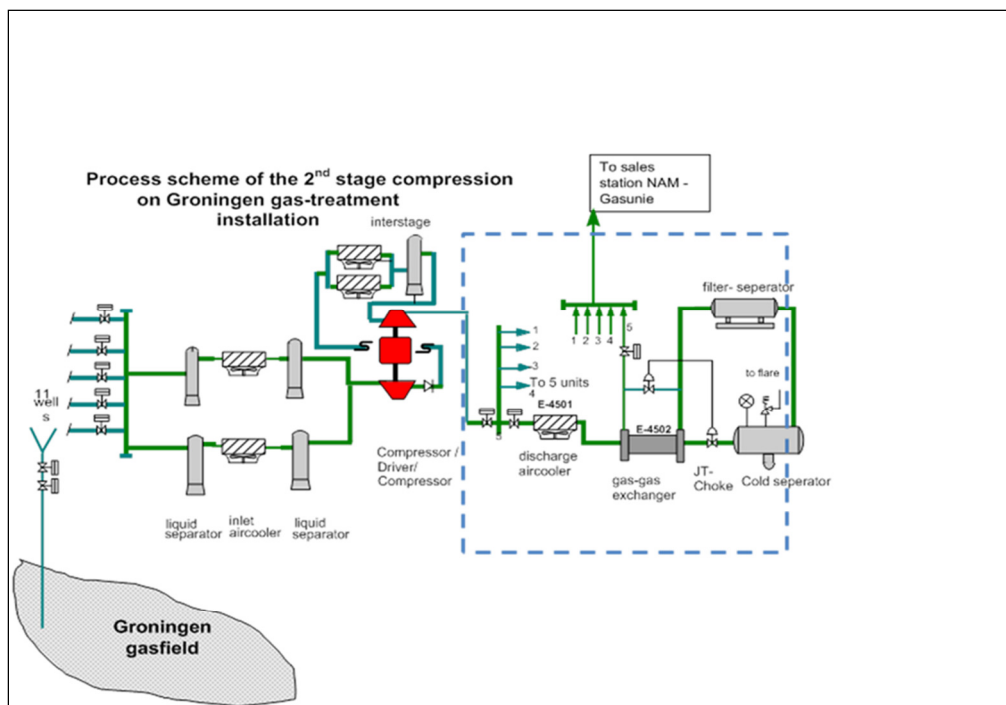 To sales
station NAM -
Gasunie
Process scheme of the 2nd stage compression
on Groningen gas-treatment
installation
interstage
filter- seperator
5
1 2 3 4
1
2
3
To 5 units
4
E-4501
5
to flare
11
well
s
E-4502
Compressor /
Driver/
Compressor
discharge
aircooler
gas-gas
exchanger
JT-
Choke
Cold seperator
liquid
separator
inlet
aircooler
liquid
separator
Groningen
gasfield